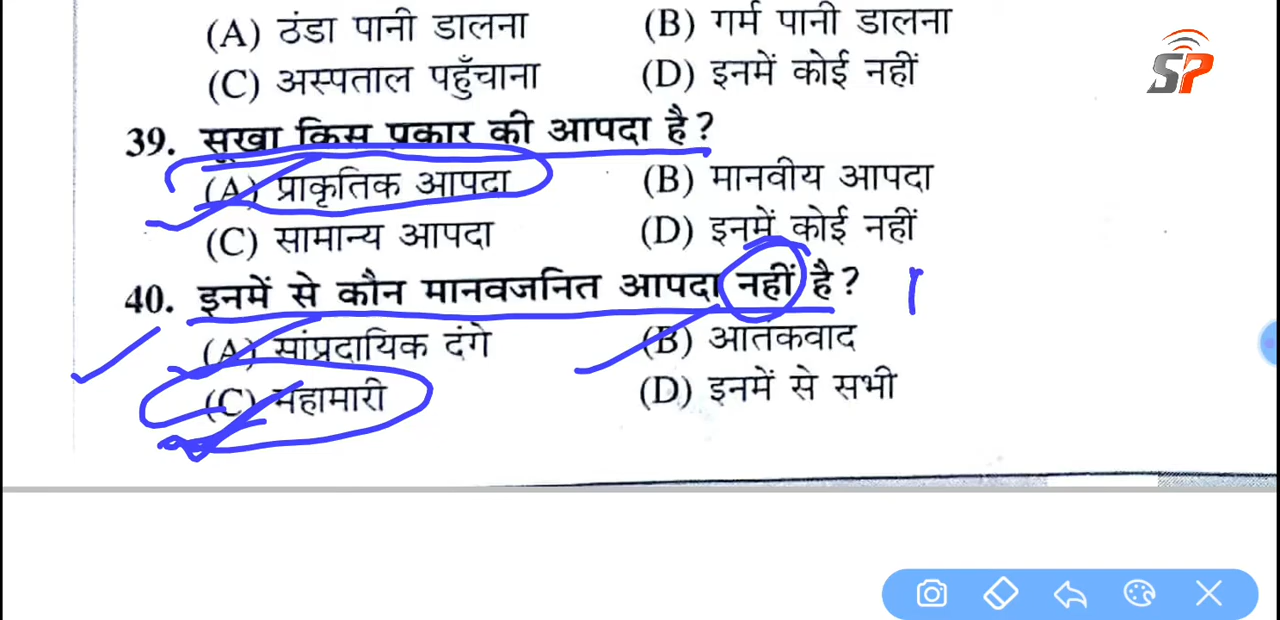 (A) ठंडा पानी डालना (B) गर्म पानी डालना
(C) अस्पताल पहुँचाना (D) इनमें कोई नहीं
SP
39. सूखा किस प्रकार की आपदा है?
(A) प्राकृतिक आपदा (B) मानवीय आपदा
(C) सामान्य आपदा (D) इनमें कोई नहीं
40. इनमें से कौन मानवजनित आपदा नहीं है?
(A) सांप्रदायिक दंगे (B) आतंकवाद
(C) महामारी (D) इनमें से सभी